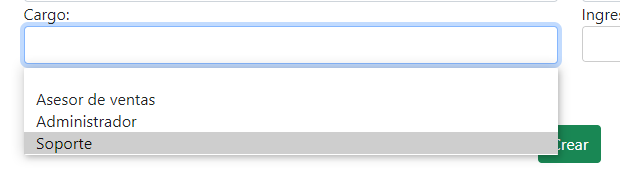 Cargo:
Ingres
Asesor de ventas
Administrador
Soporte
Crear